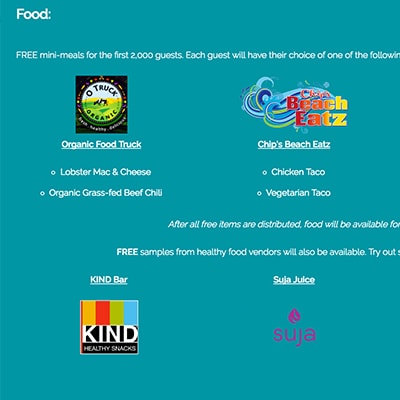 Food:
FREE mini-meals for the first 2,000 guests. Each guest will have their choice of one of the followin
O TRUCK
ORGANIC
Chip's
Beach
Eatz
Organic Food Truck
Chip's Beach Eatz
Lobster Mac & Cheese
Chicken Taco
Organic Grass-fed Beef Chili
Vegetarian Taco
After all free items are distributed, food will be available for
FREE samples from healthy food vendors will also be available. Try out s
KIND Bar
Suja Juice
KIND
HEALTHY SNACKS
suja